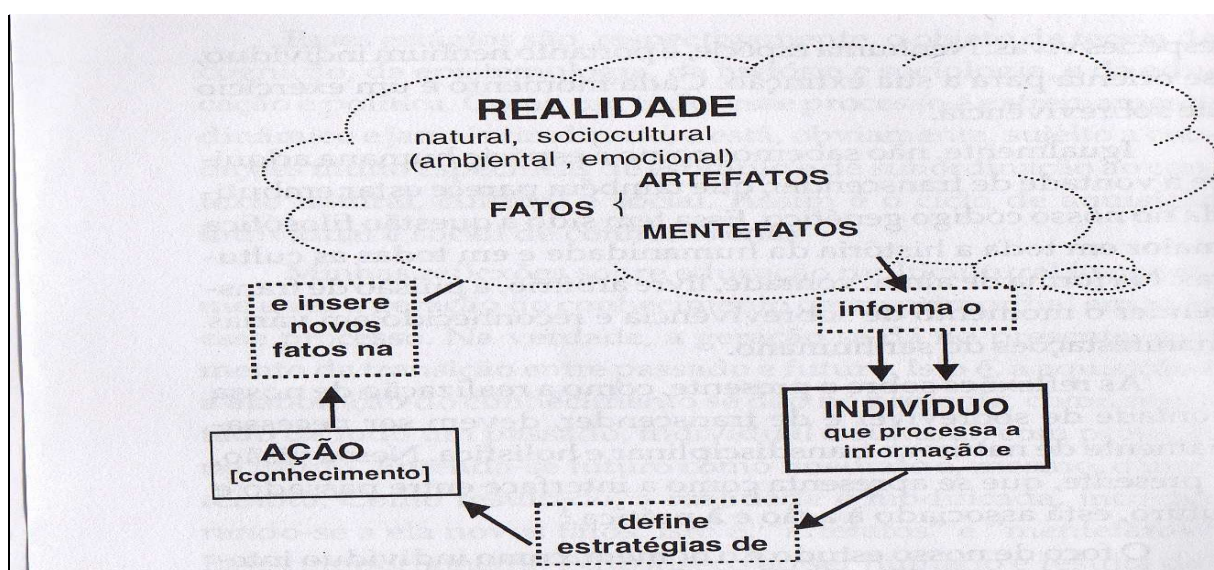 REALIDADE
natural, sociocultural
(ambiental , emocional)
ARTEFATOS
FATOS {
MENTEFATOS
informa o
INDIVÍDUO
que processa a
informação e
define
estratégias de
AÇÃO
[conhecimento]
e insere
novos
fatos na